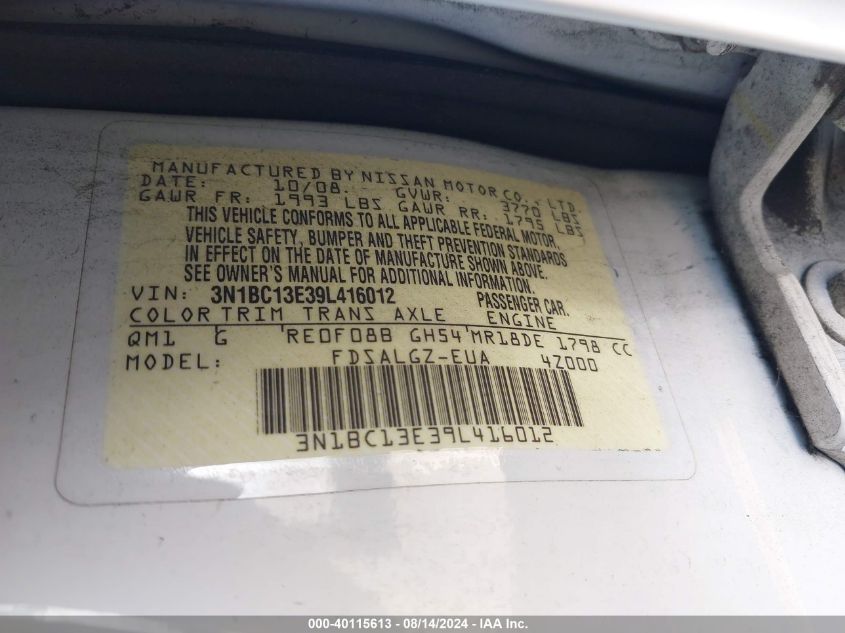 MANUFACTURED BY NISSAN MOTOR CO., LTD.
DATE: 10/08. GVWR: 3770 LBS
GAWR FR: 1993 LBS GAWR RR: 1795 LBS
THIS VEHICLE CONFORMS TO ALL APPLICABLE FEDERAL MOTOR
VEHICLE SAFETY, BUMPER AND THEFT PREVENTION STANDARDS
IN EFFECT ON THE DATE OF MANUFACTURE SHOWN ABOVE.
SEE OWNER'S MANUAL FOR ADDITIONAL INFORMATION.
VIN: 3N1BC13E39L416012 PASSENGER CAR.
COLOR TRIM TRANS AXLE ENGINE
QM1 G RE0F08B GH54 MR18DE 1798 CC
MODEL: FDSALGZ-EUA 4Z000
3N1BC13E39L416012
000-40115613 - 08/14/2024 - IAA Inc.